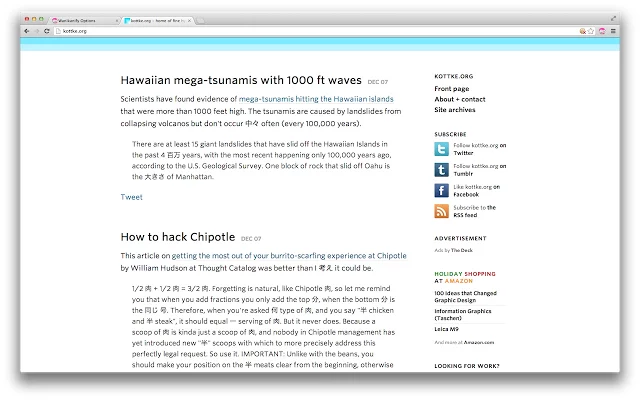 Wanikanify Options
kottke.org - home of fine h
kottke.org
Hawaiian mega-tsunamis with 1000 ft waves DEC 07
Scientists have found evidence of mega-tsunamis hitting the Hawaiian islands
that were more than 1000 feet high. The tsunamis are caused by landslides from
collapsing volcanos but don't occur 中々 often (every 100,000 years).
There are at least 15 giant landslides that have slid off the Hawaiian Islands in
the past 4 百万 years, with the most recent happening only 100,000 years ago,
according to the U.S. Geological Survey. One block of rock that slid off Oahu is
the 大きさ of Manhattan.
Tweet
How to hack Chipotle DEC 07
This article on getting the most out of your burrito-scarfing experience at Chipotle
by William Hudson at Thought Catalog was better than I 考え it could be.
1/2 肉 + 1/2 肉 = 3/2 肉. Forgetting is natural, like Chipotle 肉, so let me remind
you that when you add fractions you only add the top 分, when the bottom 分 is
the 同じ 号. Therefore, when you're asked 何 type of 肉, and you say "半 chicken
and 半 steak", it should equal 一 serving of 肉. But it never does. Because a
scoop of 肉 is kinda just a scoop of 肉, and nobody in Chipotle management has
yet introduced new "半" scoops with which to more precisely address this
perfectly legal request. So use it. IMPORTANT: Unlike with the beans, you
should make your position on the 半 meats clear from the beginning, otherwise
KOTTKE.ORG
Front page
About + contact
Site archives
SUBSCRIBE
Follow kottke.org on
Twitter
Follow kottke.org on
Tumblr
Like kottke.org on
Facebook
Subscribe to the
RSS feed
ADVERTISEMENT
Ads by The Deck
HOLIDAY SHOPPING
AT AMAZON
100 Ideas that Changed
Graphic Design
Information Graphics
(Taschen)
Leica M9
And more at Amazon.com
LOOKING FOR WORK?